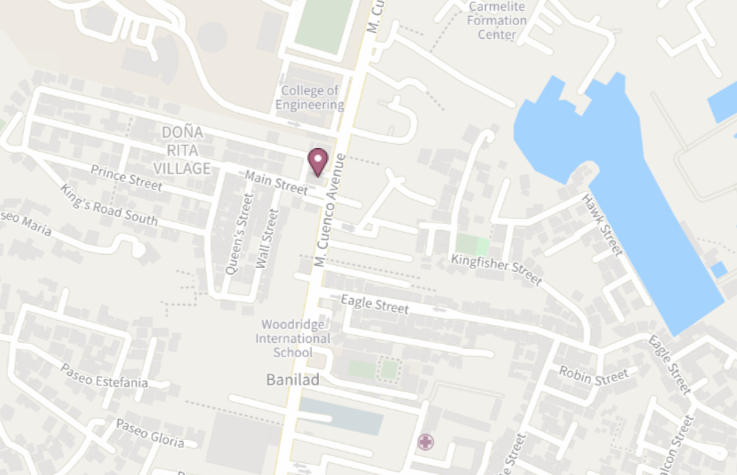 M. Cu
Carmelite
Formation
Center
College of
Engineering
DOÑA
RITA
VILLAGE
Prince Street
Main Street
King's Road South
seo Maria
Queen's Street
Wall Street
M. Cuenco Avenue
Hawk Street
Kingfisher Street
Eagle Street
Woodridge
International
School
Banilad
Eagle Street
Robin Street
Paseo Estefania
Paseo Gloria
e Street
lcon Street